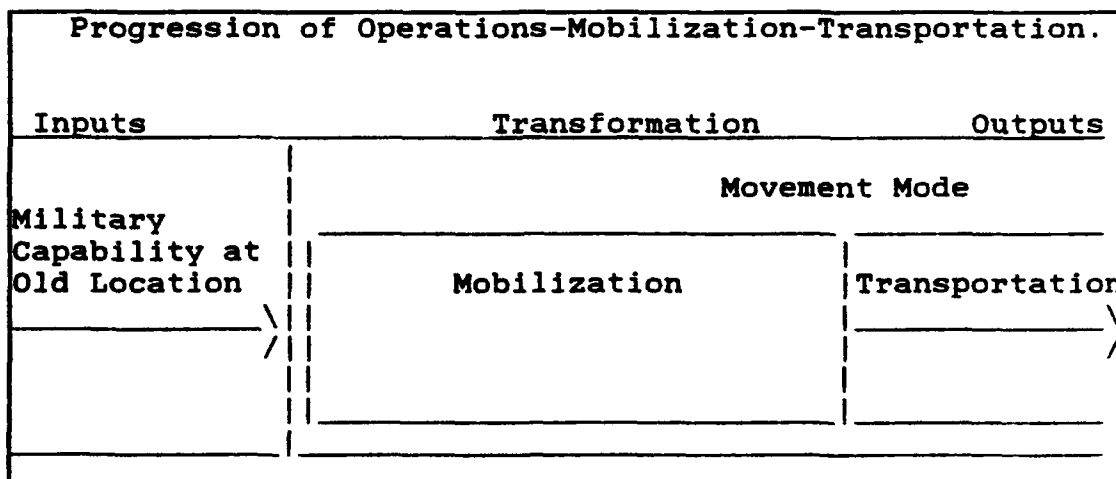 Progression of Operations-Mobilization-Transportation.
Inputs Transformation Outputs
Movement Mode
Military
Capability at
Old Location Mobilization Transportation